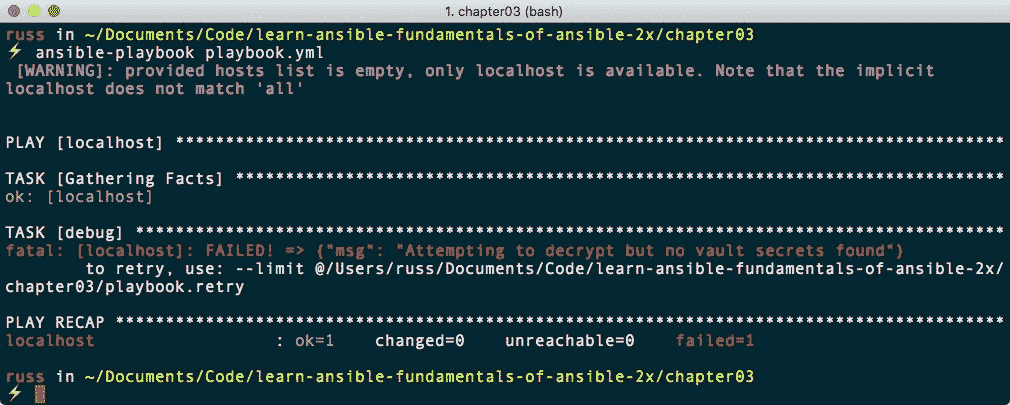 1. chapter03 (bash)
russ in ~/Documents/Code/learn-ansible-fundamentals-of-ansible-2x/chapter03
⚡ ansible-playbook playbook.yml
 [WARNING]: provided hosts list is empty, only localhost is available. Note that the implicit
localhost does not match 'all'
PLAY [localhost] **********************************************************************************
TASK [Gathering Facts] ****************************************************************************
ok: [localhost]
TASK [debug] **************************************************************************************
fatal: [localhost]: FAILED! => {"msg": "Attempting to decrypt but no vault secrets found"}
        to retry, use: --limit @/Users/russ/Documents/Code/learn-ansible-fundamentals-of-ansible-2x/
chapter03/playbook.retry
PLAY RECAP ****************************************************************************************
localhost                  : ok=1    changed=0    unreachable=0    failed=1
russ in ~/Documents/Code/learn-ansible-fundamentals-of-ansible-2x/chapter03
⚡